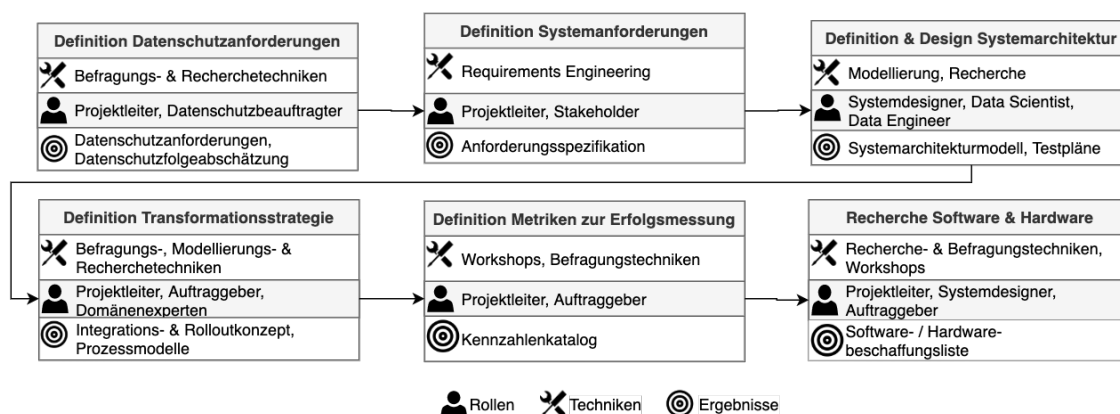 Definition Datenschutzanforderungen
Befragungs- & Recherchetechniken
Projektleiter, Datenschutzbeauftragter
Datenschutzanforderungen,
Datenschutzfolgeabschätzung
Definition Systemanforderungen
Requirements Engineering
Projektleiter, Stakeholder
Anforderungsspezifikation
Definition & Design Systemarchitektur
Modellierung, Recherche
Systemdesigner, Data Scientist,
Data Engineer
Systemarchitekturmodell, Testpläne
Definition Transformationsstrategie
Befragungs-, Modellierungs- &
Recherchetechniken
Projektleiter, Auftraggeber,
Domänenexperten
Integrations- & Rolloutkonzept,
Prozessmodelle
Definition Metriken zur Erfolgsmessung
Workshops, Befragungstechniken
Projektleiter, Auftraggeber
Kennzahlenkatalog
Recherche Software & Hardware
Recherche- & Befragungstechniken,
Workshops
Projektleiter, Systemdesigner,
Auftraggeber
Software- / Hardware-
beschaffungsliste
Rollen
Techniken
Ergebnisse